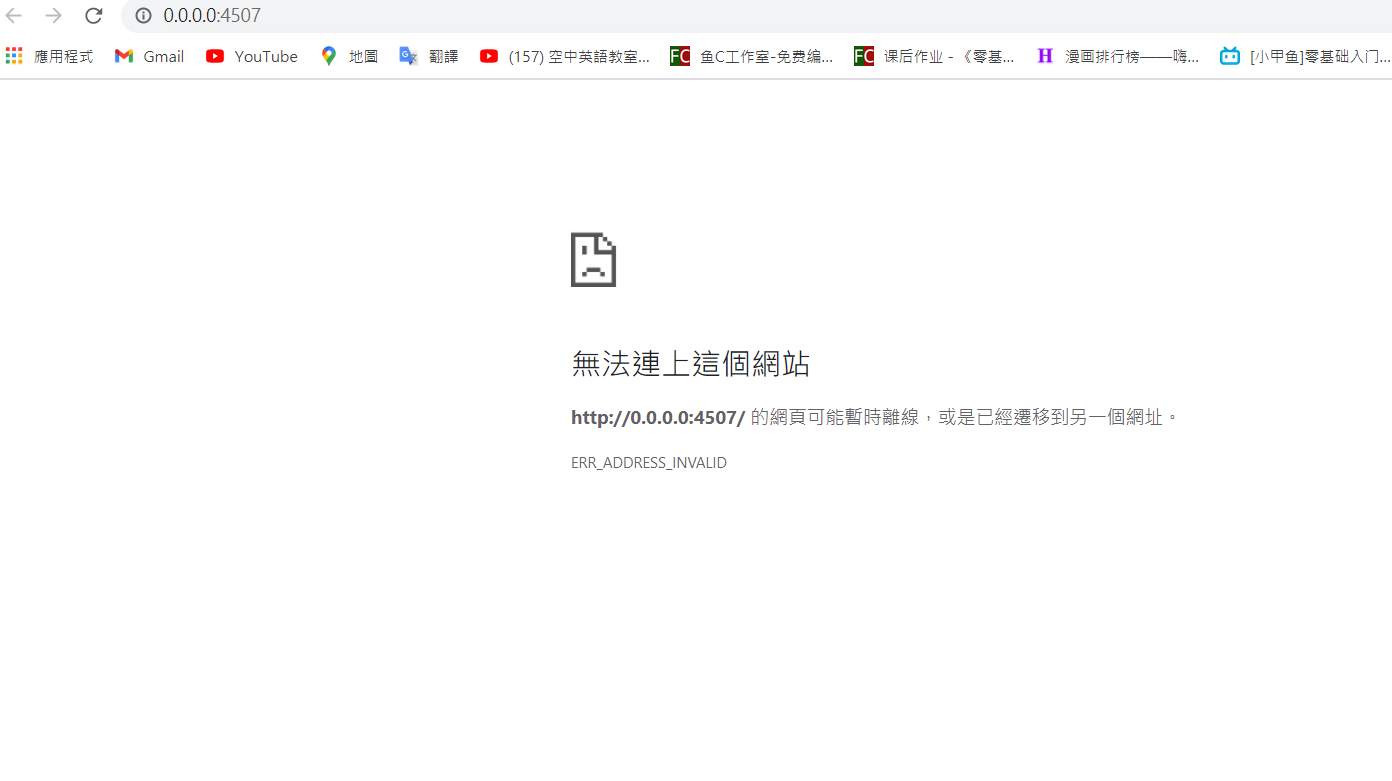 0.0.0.0:4507
應用程式 Gmail YouTube 地圖 翻譯 (157) 空中英語教室... FC 鱼C工作室-免费编... FC 课后作业 - 《零基... H 漫画排行榜——嗨... [小甲鱼]零基础入门...
無法連上這個網站
http://0.0.0.0:4507/ 的網頁可能暫時離線，或是已經遷移到另一個網址。
ERR_ADDRESS_INVALID